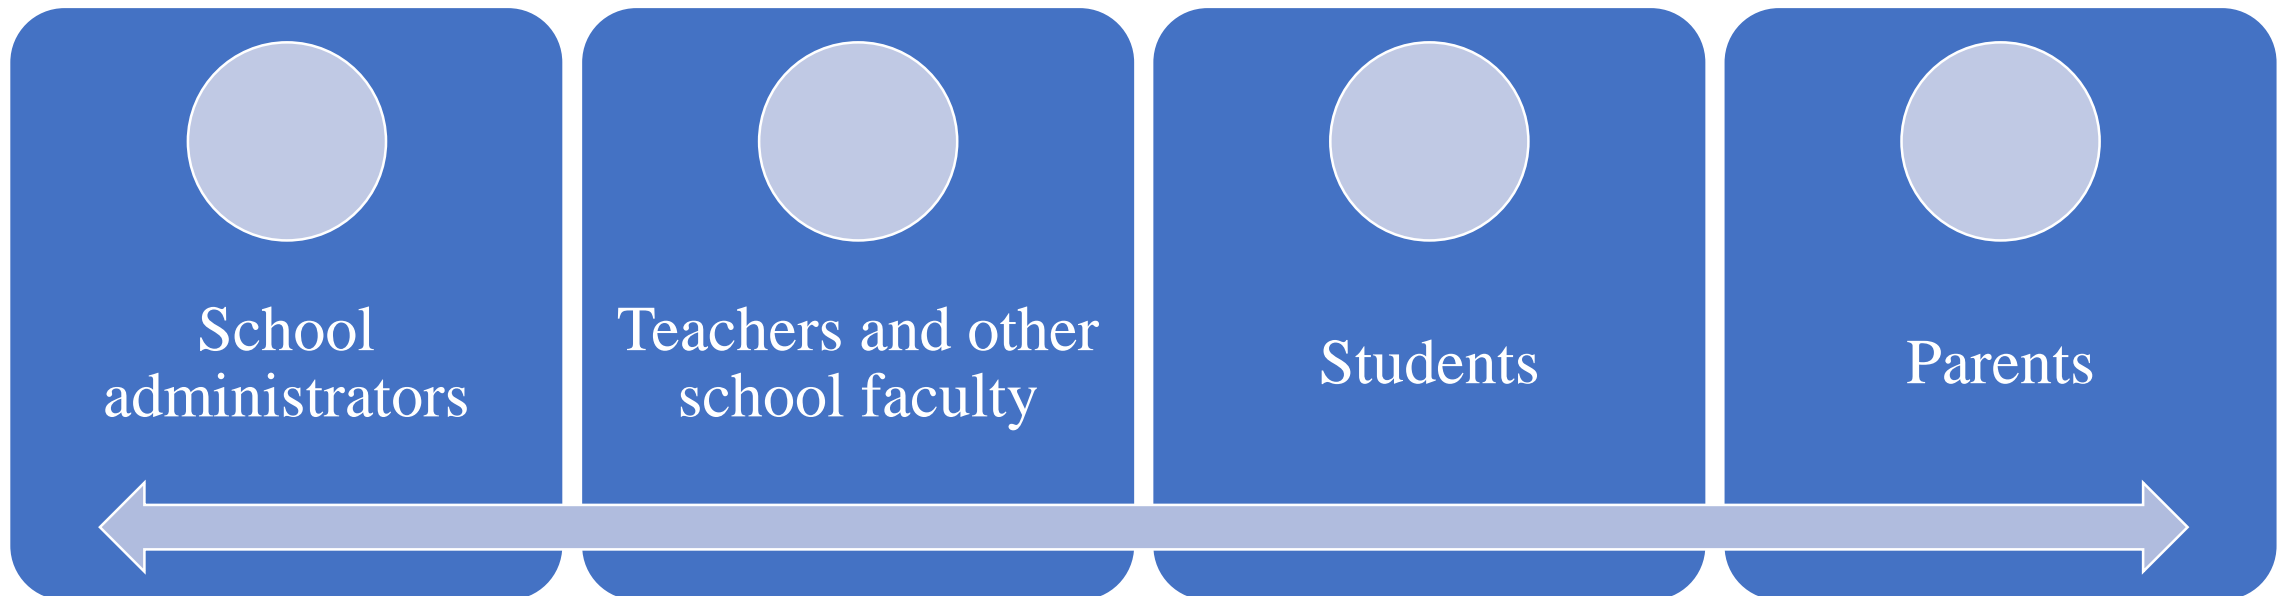 School
administrators
Teachers and other
school faculty
Students
Parents